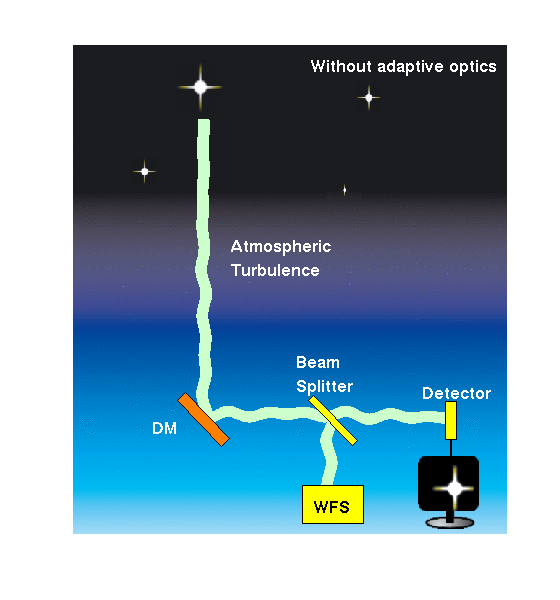 Without adaptive optics
Atmospheric
Turbulence
Beam
Splitter
Detector
DM
WFS